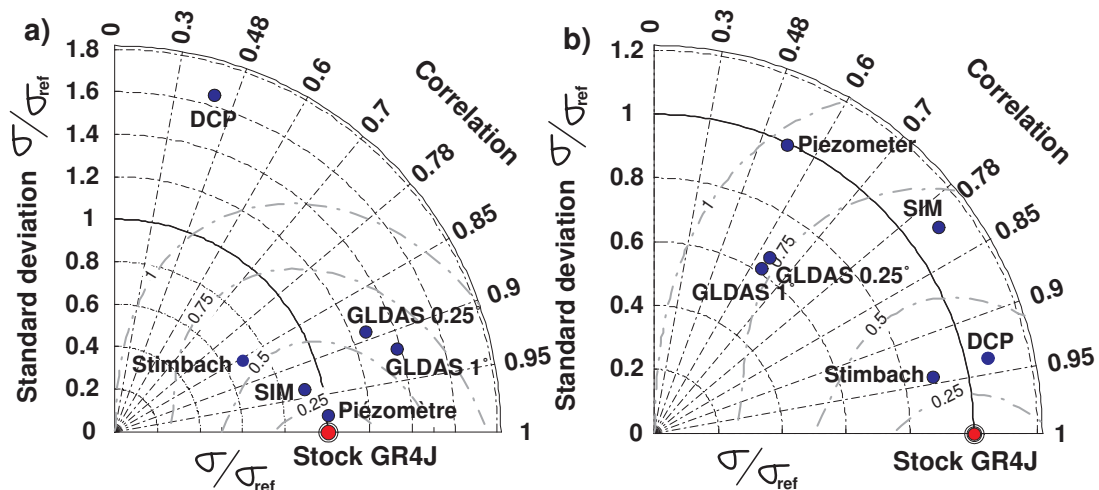 a)
Standard deviation σ/σref
1.8
1.6
1.4
1.2
1
0.8
0.6
0.4
0.2
0
0
0.3
0.48
0.6
0.7
0.78
0.85
0.9
0.95
1
Correlation
DCP
1
0.75
0.5
0.25
GLDAS 0.25°
GLDAS 1°
Stimbach
SIM
Piézomètre
Stock GR4J
σ/σref
b)
Standard deviation σ/σref
1.2
1
0.8
0.6
0.4
0.2
0
0
0.3
0.48
0.6
0.7
0.78
0.85
0.9
0.95
1
Correlation
Piézometer
1
SIM
0.75
GLDAS 0.25°
GLDAS 1°
0.5
DCP
Stimbach
0.25
Stock GR4J
σ/σref